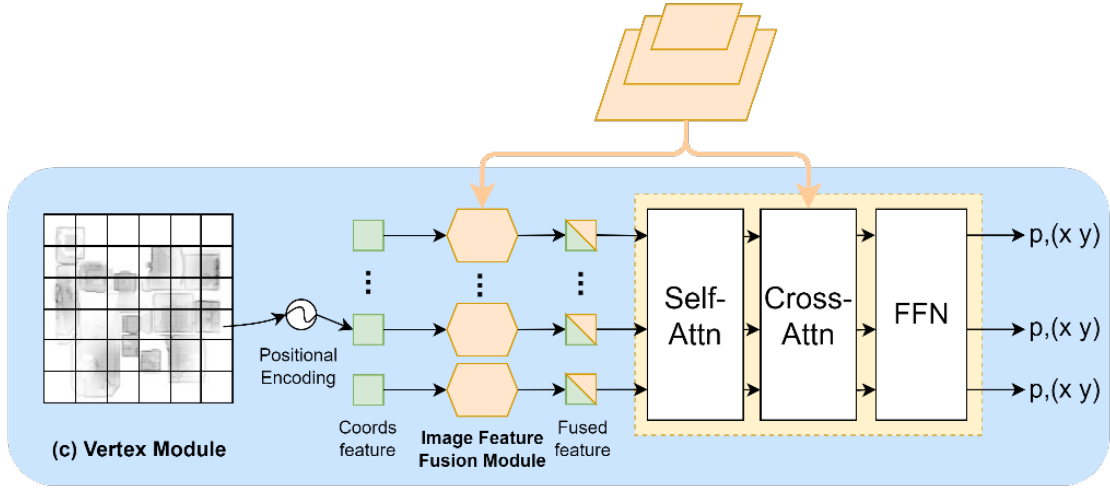 p,(x y)
Self-
Attn
Cross-
Attn
FFN
p,(x y)
Positional
Encoding
p,(x y)
(c) Vertex Module
Coords
feature
Image Feature
Fusion Module
Fused
feature